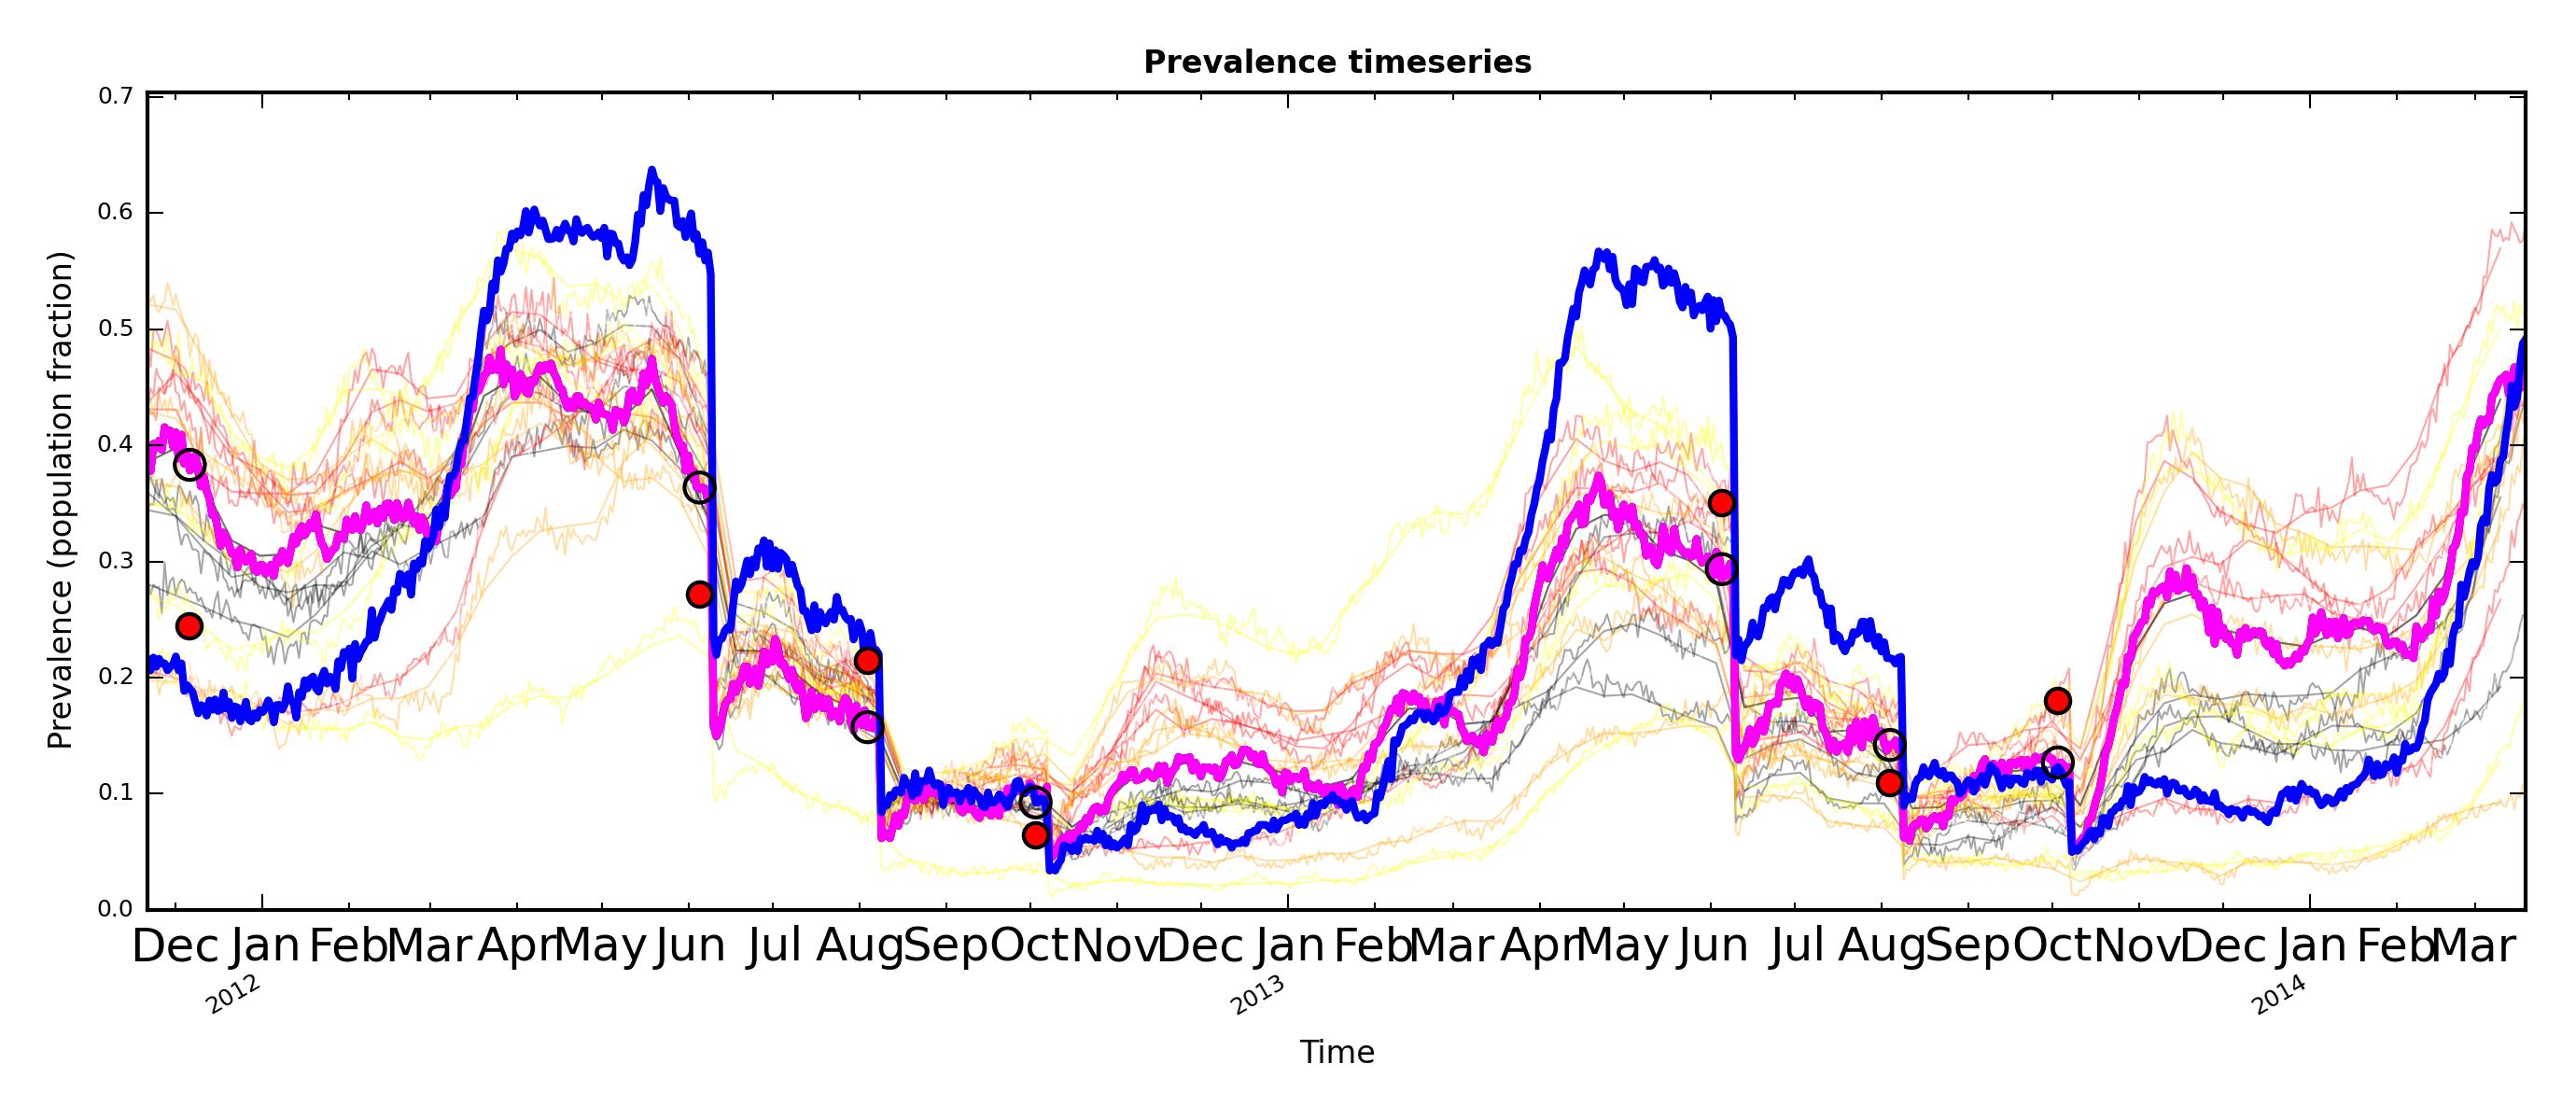 Prevalence timeseries
0.7
0.6
0.5
0.4
0.3
0.2
0.1
0.0
Prevalence (population fraction)
Dec Jan Feb Mar Apr May Jun Jul Aug Sep Oct Nov Dec Jan Feb Mar Apr May Jun Jul Aug Sep Oct Nov Dec Jan Feb Mar
2012 2013 2014
Time